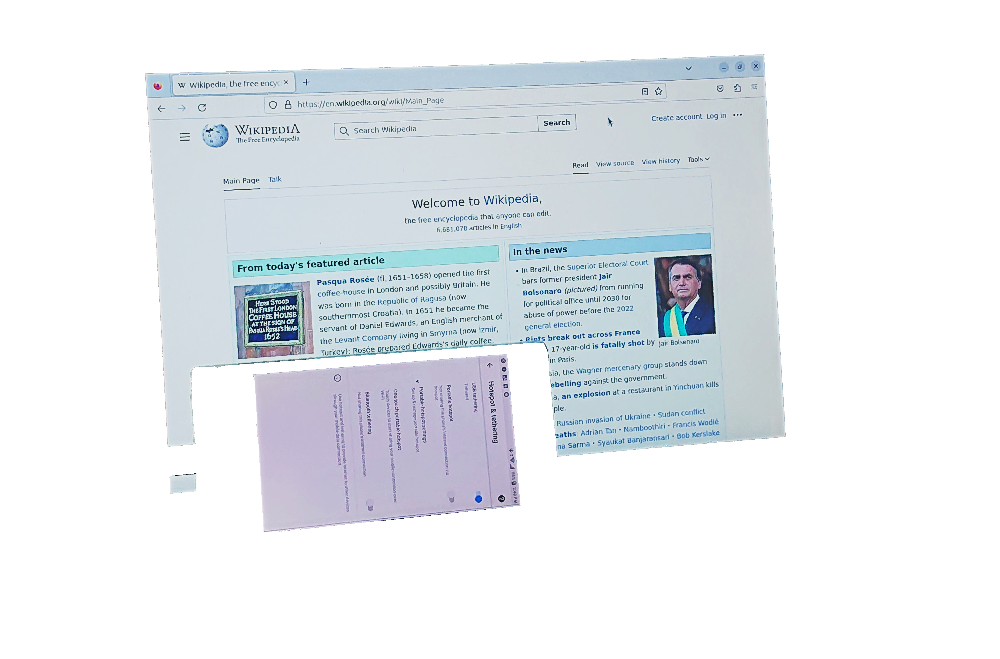 W Wikipedia, the free encyc
https://en.wikipedia.org/wiki/Main_Page
WIKIPEDIA
The Free Encyclopedia
Search Wikipedia
Search
Create account Log in
Main Page Talk
Read View source View history Tools
Welcome to Wikipedia,
the free encyclopedia that anyone can edit.
6,681,078 articles in English
From today's featured article
HERE STOOD
THE FIRST LONDON
COFFEE HOUSE
AT THE SIGN OF
PASQUA ROSEE'S HEAD
1652
Pasqua Rosée (fl. 1651–1658) opened the first
coffee-house in London and possibly Britain. He
was born in the Republic of Ragusa (now
southernmost Croatia). In 1651 he became the
servant of Daniel Edwards, an English merchant of
the Levant Company living in Smyrna (now Izmir,
Turkey); Rosée prepared Edwards's daily coffee.
In the news
• In Brazil, the Superior Electoral Court
bars former president Jair
Bolsonaro (pictured) from running
for political office until 2030 for
abuse of power before the 2022
general election.
• Riots break out across France
17-year-old is fatally shot by
in Paris.
Jair Bolsonaro
sia, the Wagner mercenary group stands down
ebelling against the government.
a, an explosion at a restaurant in Yinchuan kills
ple.
Russian invasion of Ukraine • Sudan conflict
eaths: Adrian Tan • Namboothiri • Francis Wodié
na Sarma • Syaukat Banjaransari • Bob Kerslake
86% 2:49 PM
Hotspot & tethering
USB tethering
Tethered
Portable hotspot
Not sharing this phone's internet connection via
hotspot
Portable hotspot settings
Set up & manage portable hotspot
One-touch portable hotspot
Touch devices to start sharing your mobile connection over
Wi-Fi
Bluetooth tethering
Not sharing this phone's internet connection
Use hotspot and tethering to provide internet to other devices
through your mobile data connection